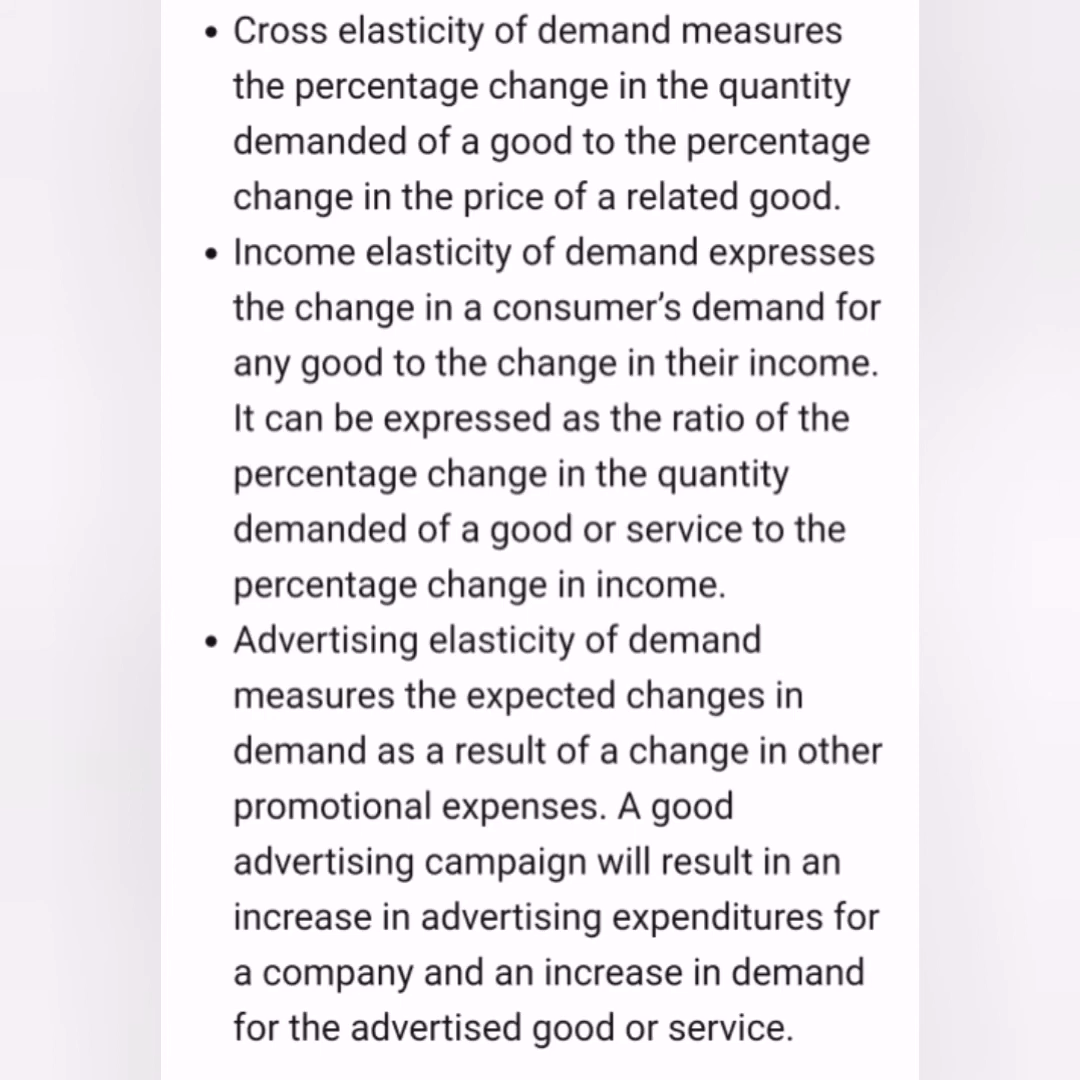 • Cross elasticity of demand measures
the percentage change in the quantity
demanded of a good to the percentage
change in the price of a related good.
• Income elasticity of demand expresses
the change in a consumer’s demand for
any good to the change in their income.
It can be expressed as the ratio of the
percentage change in the quantity
demanded of a good or service to the
percentage change in income.
• Advertising elasticity of demand
measures the expected changes in
demand as a result of a change in other
promotional expenses. A good
advertising campaign will result in an
increase in advertising expenditures for
a company and an increase in demand
for the advertised good or service.